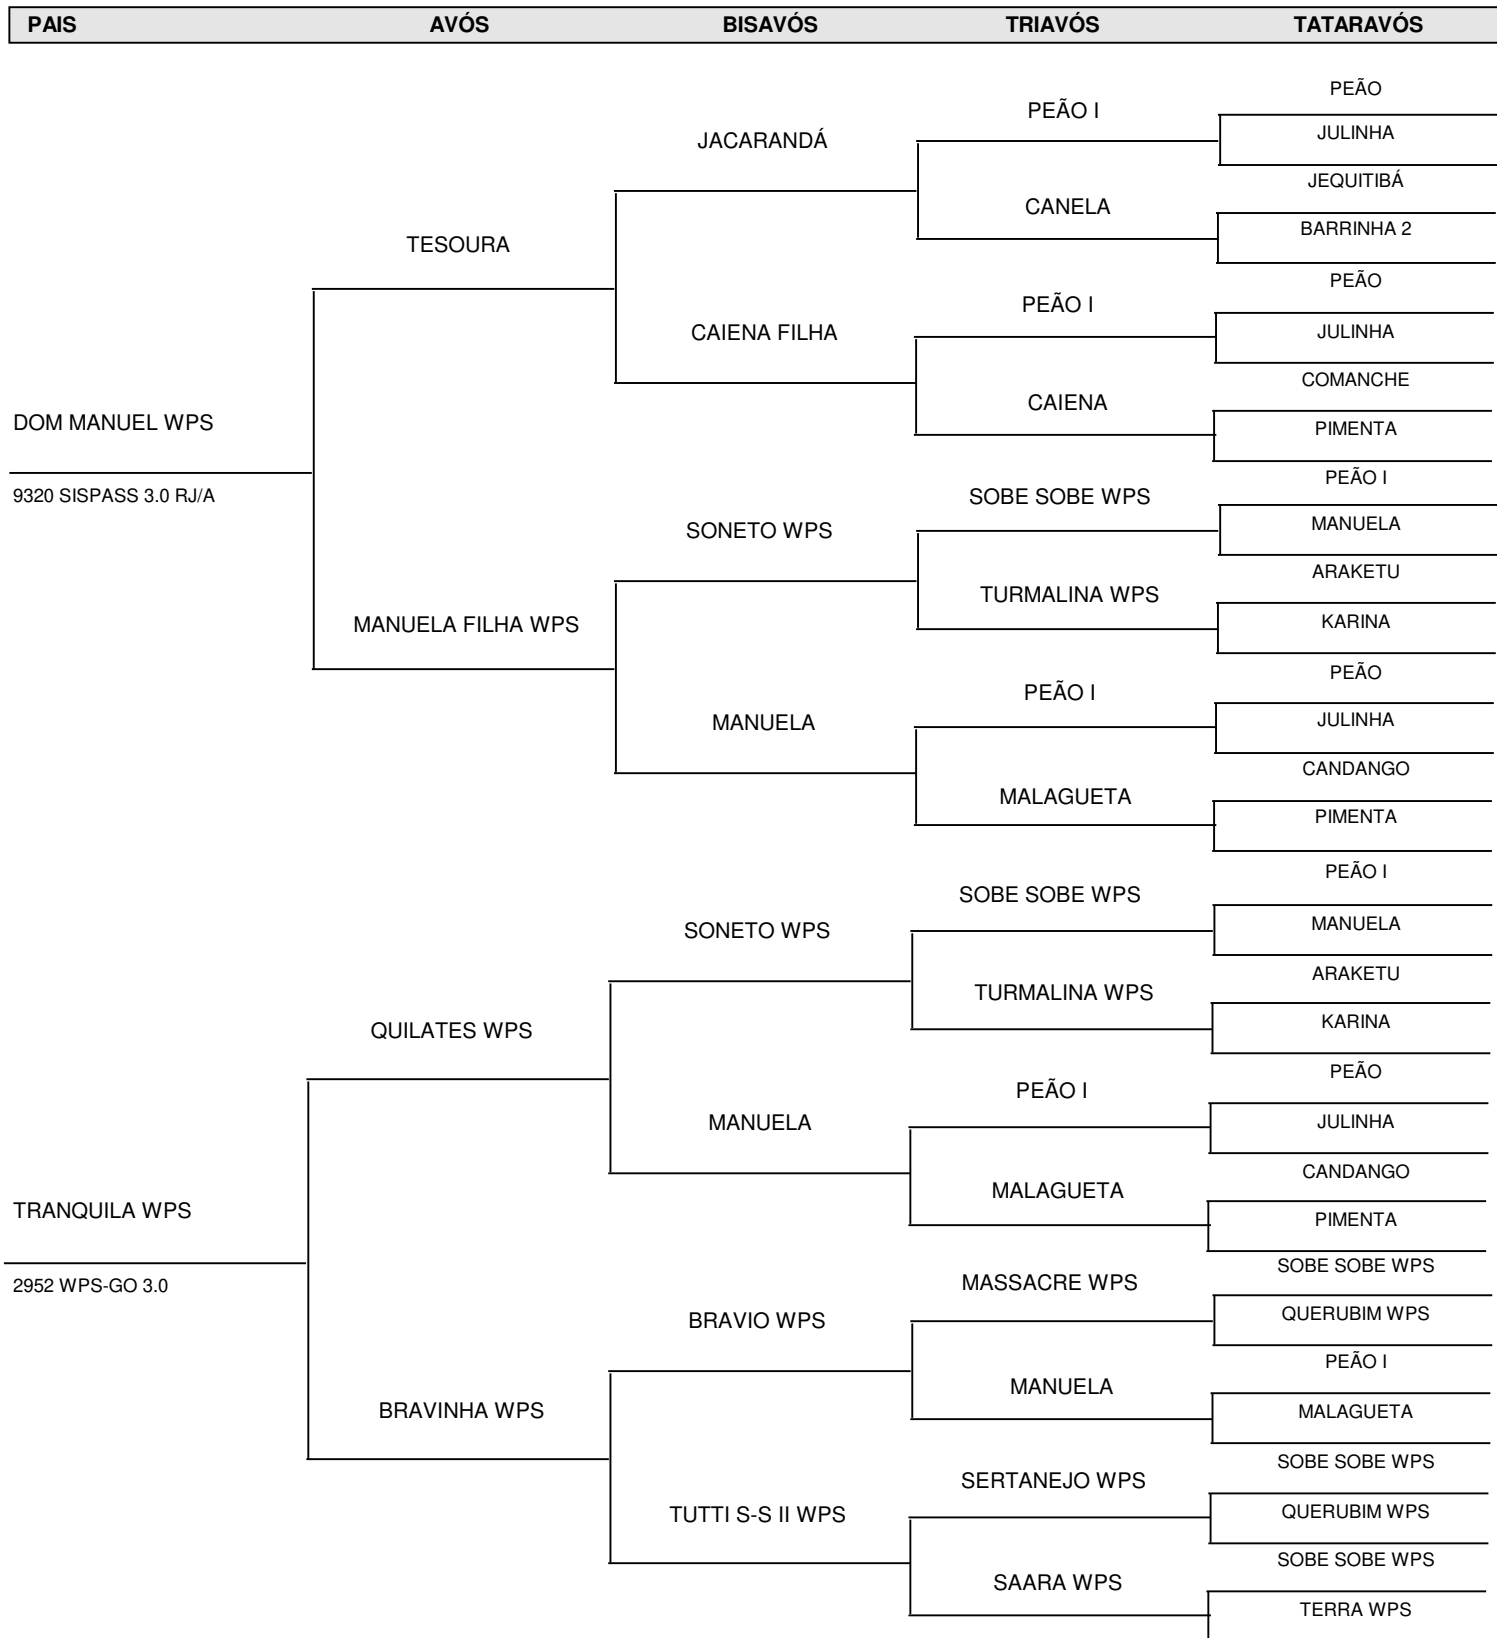 PAIS AVÓS BISAVÓS TRIAVÓS TATARAVÓS
PEÃO
PEÃO I
JULINHA
JACARANDÁ
JEQUITIBÁ
CANELA
BARRINHA 2
TESOURA
PEÃO
PEÃO I
CAIENA FILHA
JULINHA
COMANCHE
CAIENA
DOM MANUEL WPS
PIMENTA
9320 SISPASS 3.0 RJ/A
PEÃO I
SOBE SOBE WPS
MANUELA
SONETO WPS
ARAKETU
TURMALINA WPS
MANUELA FILHA WPS
KARINA
PEÃO
PEÃO I
MANUELA
JULINHA
CANDANGO
MALAGUETA
PIMENTA
PEÃO I
SOBE SOBE WPS
MANUELA
SONETO WPS
ARAKETU
TURMALINA WPS
KARINA
QUILATES WPS
PEÃO
PEÃO I
MANUELA
JULINHA
CANDANGO
MALAGUETA
TRANQUILA WPS
PIMENTA
2952 WPS-GO 3.0
SOBE SOBE WPS
MASSACRE WPS
QUERUBIM WPS
BRAVIO WPS
PEÃO I
MANUELA
BRAVINHA WPS
MALAGUETA
SOBE SOBE WPS
SERTANEJO WPS
TUTTI S-S II WPS
QUERUBIM WPS
SOBE SOBE WPS
SAARA WPS
TERRA WPS